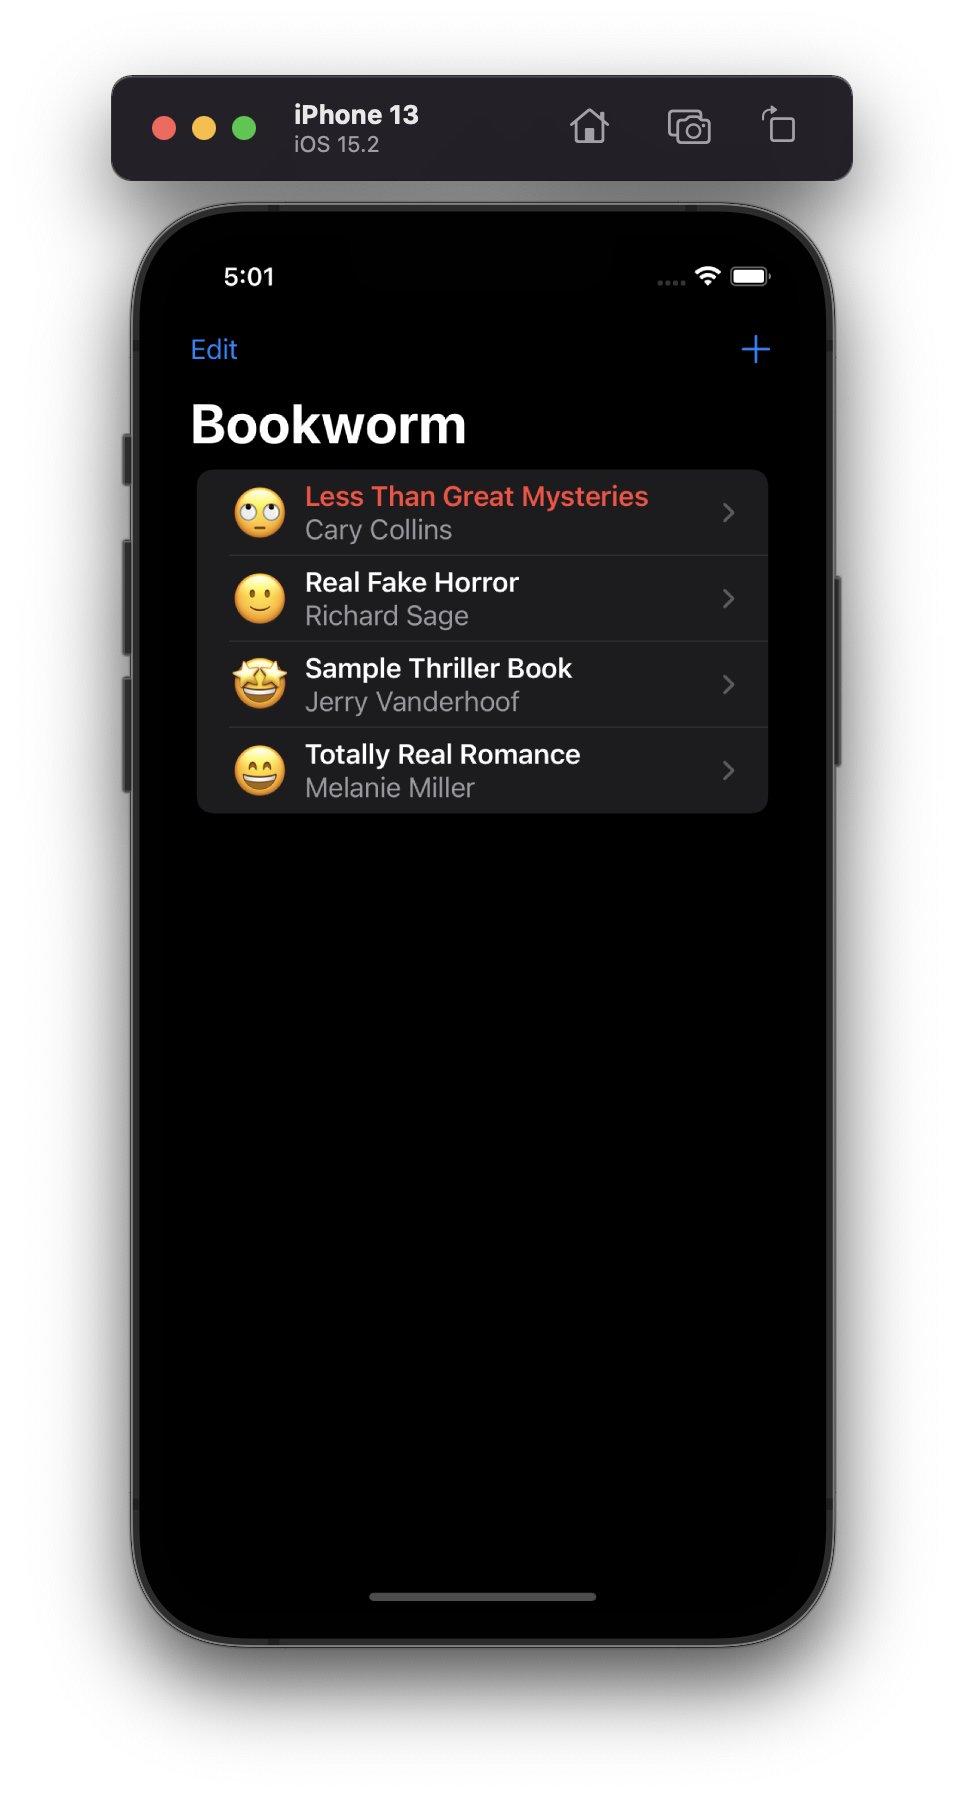 iPhone 13
iOS 15.2
5:01
Edit
Bookworm
Less Than Great Mysteries
Cary Collins
Real Fake Horror
Richard Sage
Sample Thriller Book
Jerry Vanderhoof
Totally Real Romance
Melanie Miller